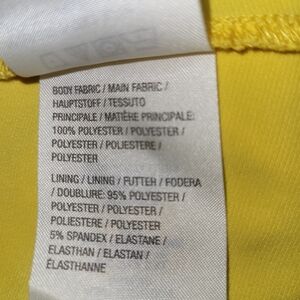 BODY FABRIC / MAIN FABRIC /
HAUPTSTOFF / TESSUTO
PRINCIPALE / MATIÈRE PRINCIPALE:
100% POLYESTER / POLYESTER /
POLYESTER / POLIESTERE /
POLYESTER
LINING / LINING / FUTTER / FODERA
/ DOUBLURE: 95% POLYESTER /
POLYESTER / POLYESTER /
POLIESTERE / POLYESTER
5% SPANDEX / ELASTANE /
ELASTHAN / ELASTAN /
ÉLASTHANNE